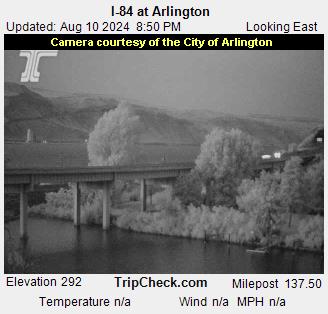 I-84 at Arlington
Updated: Aug 10 2024 8:50 PM Looking East
Camera courtesy of the City of Arlington
Elevation 292 TripCheck.com Milepost 137.50
Temperature n/a Wind n/a MPH n/a